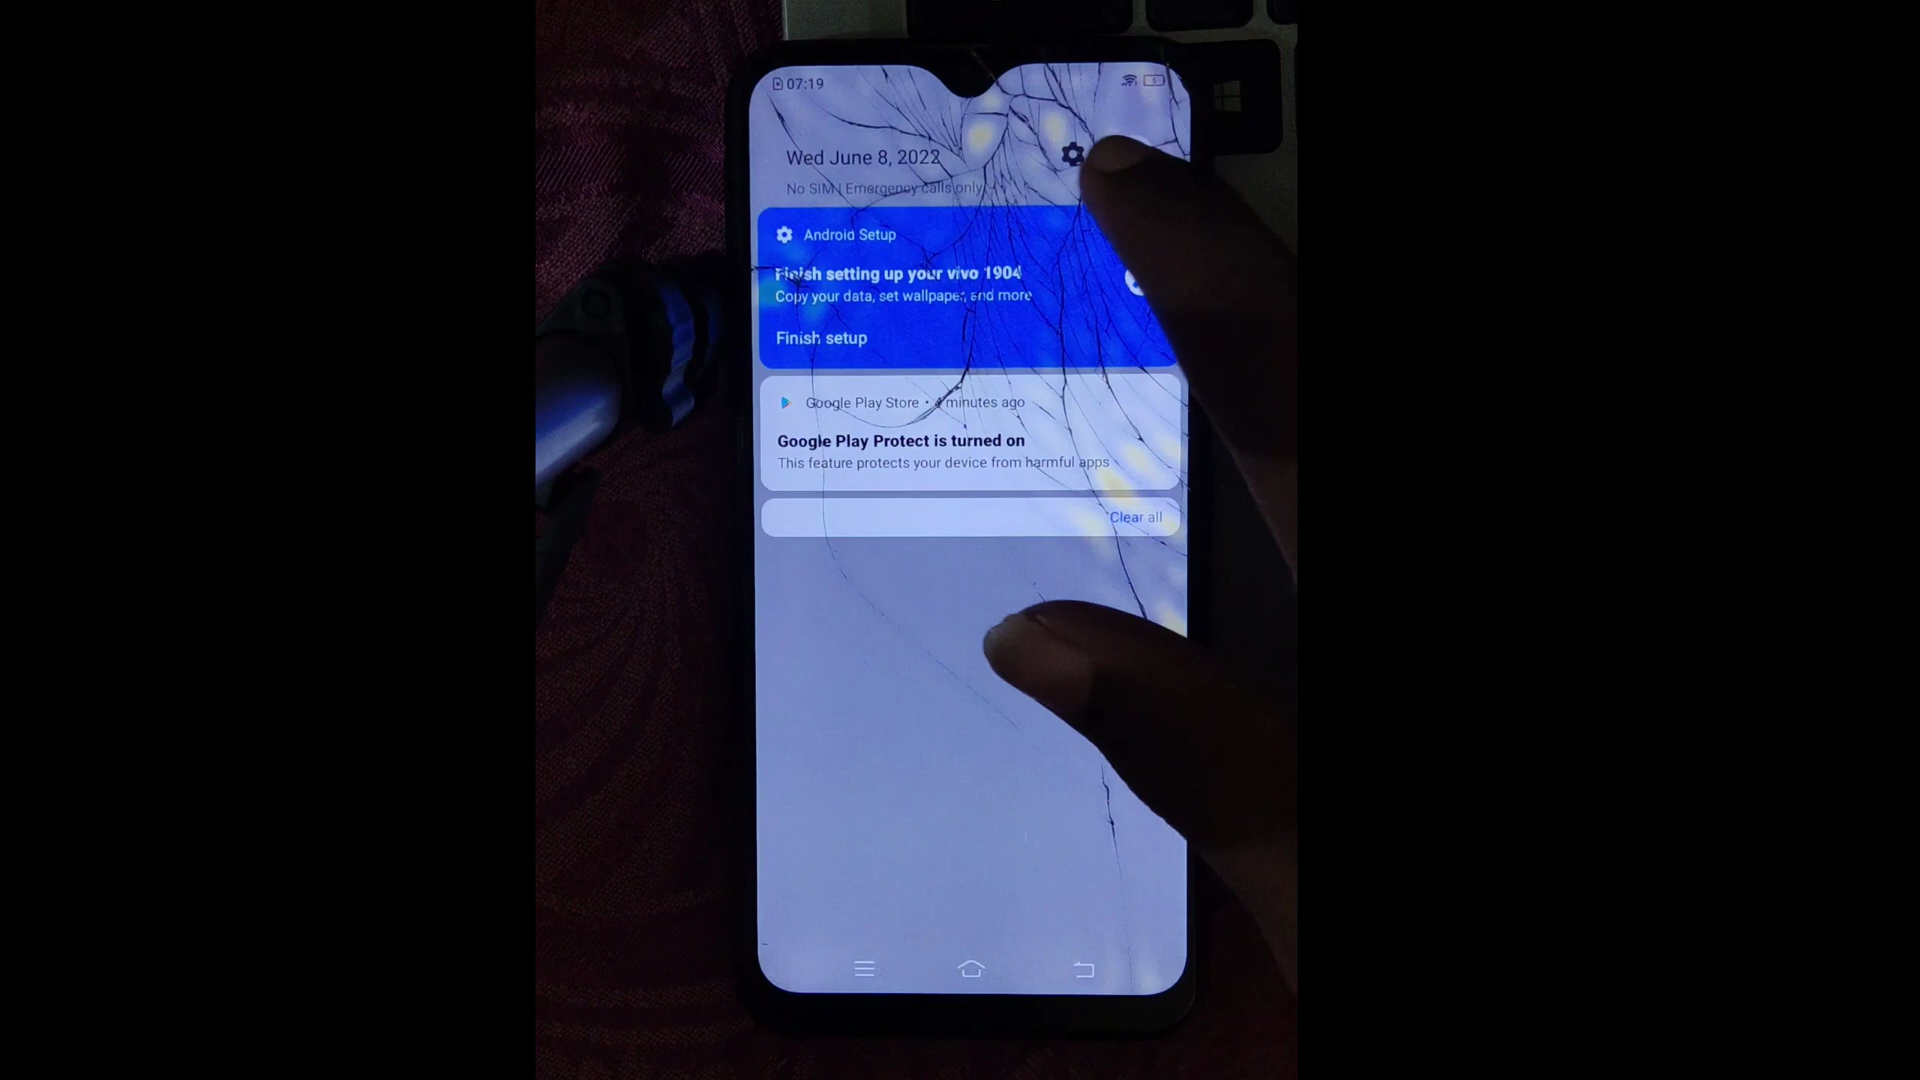 07:19
5
Wed June 8, 2022
No SIM | Emergency calls only
Android Setup
Finish setting up your vivo 1904
Copy your data, set wallpaper, and more
Finish setup
Google Play Store • 4 minutes ago
Google Play Protect is turned on
This feature protects your device from harmful apps
Clear all